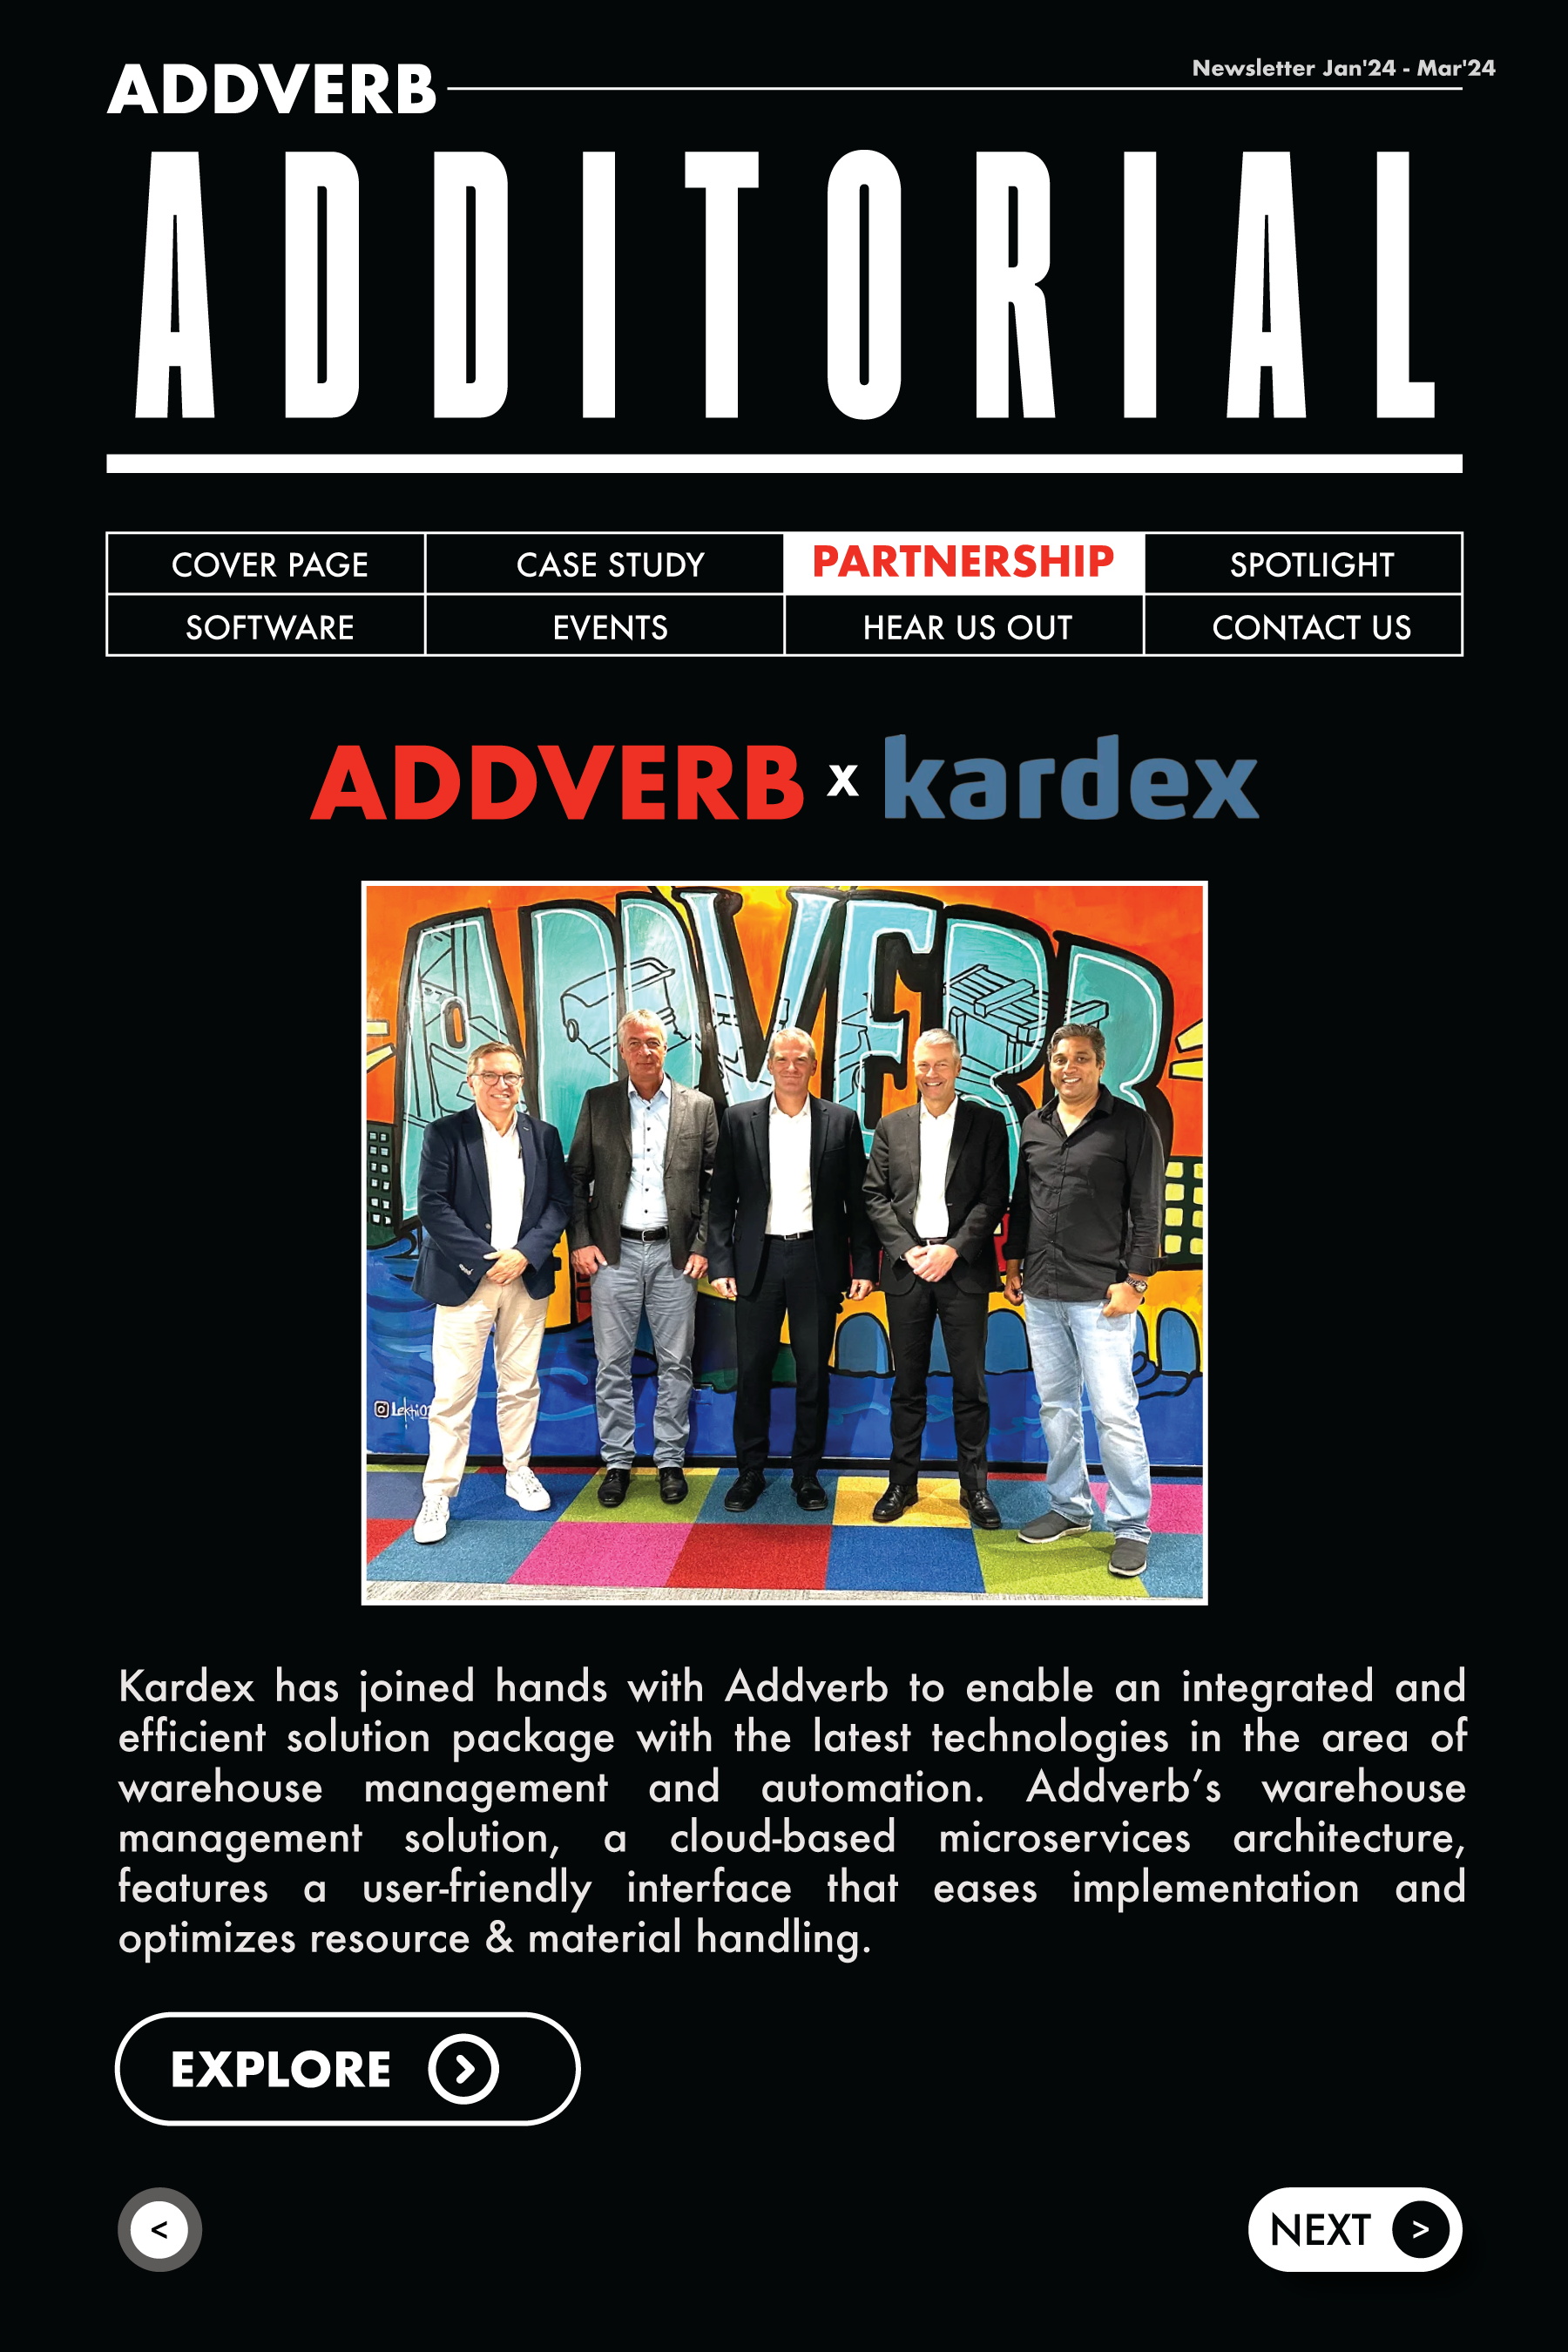 ADDVERB
Newsletter Jan'24 - Mar'24
ADDITORIAL
COVER PAGE
CASE STUDY
PARTNERSHIP
SPOTLIGHT
SOFTWARE
EVENTS
HEAR US OUT
CONTACT US
ADDVERB x kardex
ADDVERB
Kardex has joined hands with Addverb to enable an integrated and
efficient solution package with the latest technologies in the area of
warehouse management and automation. Addverb’s warehouse
management solution, a cloud-based microservices architecture,
features a user-friendly interface that eases implementation and
optimizes resource & material handling.
EXPLORE
<
NEXT >